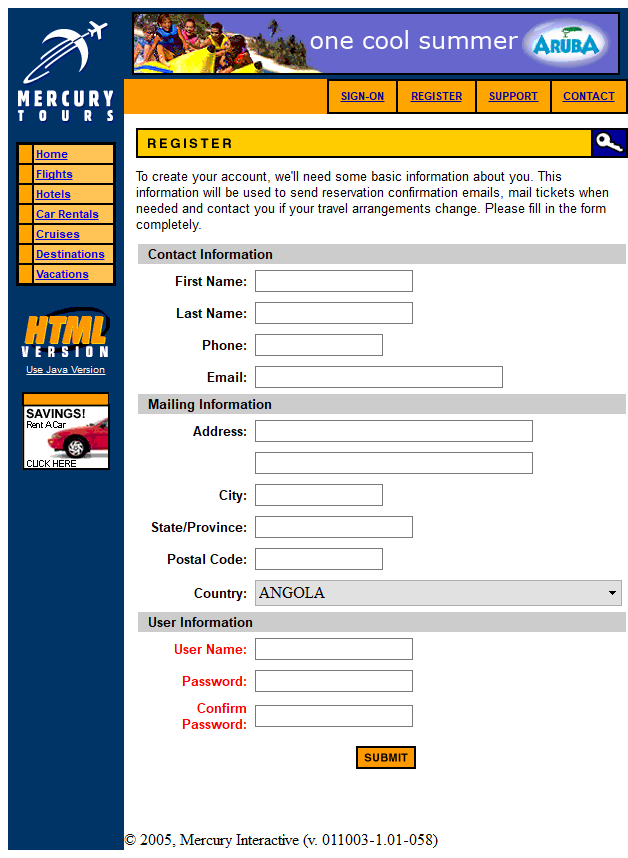 one cool summer ARUBA
MERCURY
TOURS
SIGN-ON REGISTER SUPPORT CONTACT
Home
Flights
Hotels
Car Rentals
Cruises
Destinations
Vacations
HTML
VERSION
Use Java Version
SAVINGS!
Rent A Car
CLICK HERE
REGISTER
To create your account, we'll need some basic information about you. This
information will be used to send reservation confirmation emails, mail tickets when
needed and contact you if your travel arrangements change. Please fill in the form
completely.
Contact Information
First Name:
Last Name:
Phone:
Email:
Mailing Information
Address:
City:
State/Province:
Postal Code:
Country: ANGOLA
User Information
User Name:
Password:
Confirm
Password:
SUBMIT
© 2005, Mercury Interactive (v. 011003-1.01-058)